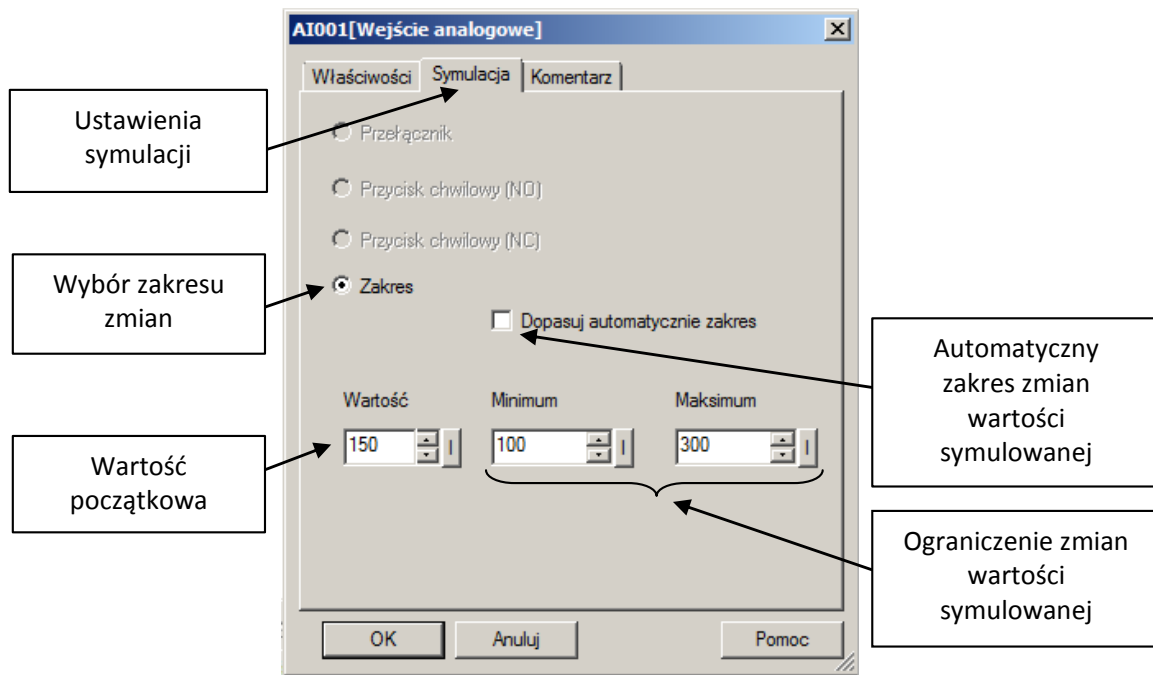 AI001[Wejście analogowe]
Właściwości Symulacja Komentarz
Ustawienia
symulacji
Przełącznik
Przycisk chwilowy (NO)
Przycisk chwilowy (NC)
Wybór zakresu
zmian
Zakres
Dopasuj automatycznie zakres
Automatyczny
zakres zmian
wartości
symulowanej
Wartość Minimum Maksimum
150 100 300
Wartość
początkowa
Ograniczenie zmian
wartości
symulowanej
OK Anuluj Pomoc